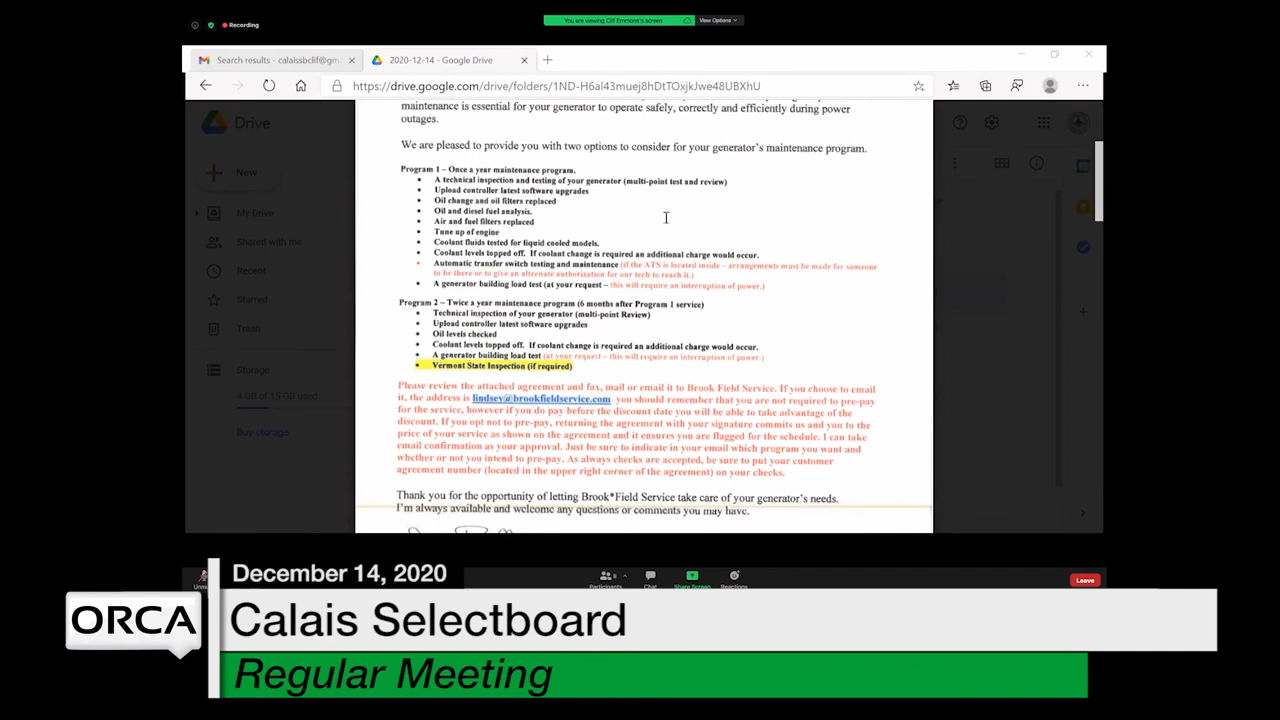 Recording
You are viewing Clif Emmons's screen
View Options
Search results - calaissbclif@gm
2020-12-14 - Google Drive
https://drive.google.com/drive/folders/1ND-H6al43muej8hDtTOxjkJwe48UBXhU
maintenance is essential for your generator to operate safely, correctly and efficiently during power
outages.
We are pleased to provide you with two options to consider for your generator's maintenance program.
Program 1 – Once a year maintenance program.
• A technical inspection and testing of your generator (multi-point test and review)
• Upload controller latest software upgrades
• Oil change and oil filters replaced
• Oil and diesel fuel analysis.
• Air and fuel filters replaced
• Tune up of engine
• Coolant fluids tested for liquid cooled models.
• Coolant levels topped off. If coolant change is required an additional charge would occur.
• Automatic transfer switch testing and maintenance (if the ATS is located inside – arrangements must be made for someone
to be there or to give an alternate authorization for our tech to reach it.)
• A generator building load test (at your request – this will require an interruption of power.)
Program 2 – Twice a year maintenance program (6 months after Program 1 service)
• Technical inspection of your generator (multi-point Review)
• Upload controller latest software upgrades
• Oil levels checked
• Coolant levels topped off. If coolant change is required an additional charge would occur.
• A generator building load test (at your request – this will require an interruption of power.)
• Vermont State Inspection (if required)
Please review the attached agreement and fax, mail or email it to Brook Field Service. If you choose to email
it, the address is lindsey@brookfieldservice.com you should remember that you are not required to pre-pay
for the service, however if you do pay before the discount date you will be able to take advantage of the
discount. If you opt not to pre-pay, returning the agreement with your signature commits us and you to the
price of your service as shown on the agreement and it ensures you are flagged for the schedule. I can take
email confirmation as your approval. Just be sure to indicate in your email which program you want and
whether or not you intend to pre-pay. As always checks are accepted, be sure to put your customer
agreement number (located in the upper right corner of the agreement) on your checks.
Thank you for the opportunity of letting Brook*Field Service take care of your generator's needs.
I'm always available and welcome any questions or comments you may have.
Drive
New
My Drive
Shared with me
Recent
Starred
Trash
Storage
4 GB of 15 GB used
Buy storage
Participants
Chat
Share Screen
Reactions
Leave
December 14, 2020
ORCA
Calais Selectboard
Regular Meeting